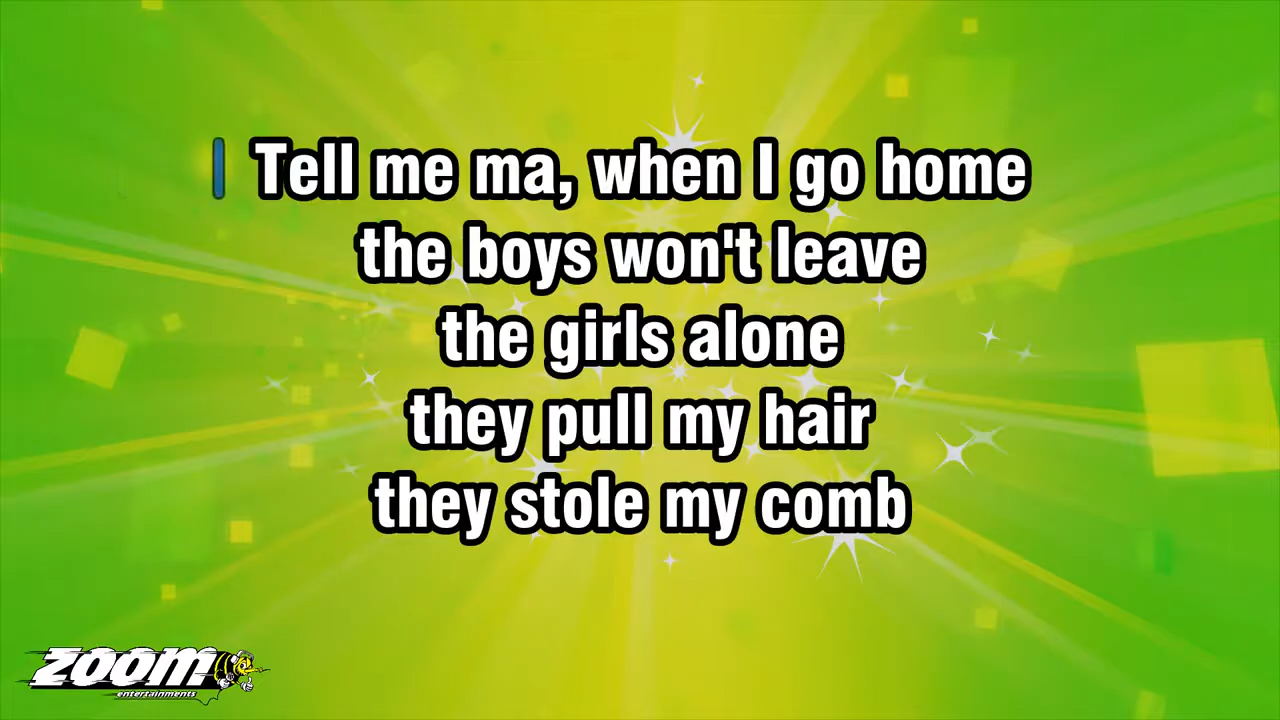 I Tell me ma, when I go home
the boys won't leave
the girls alone
they pull my hair
they stole my comb
ZOOM
entertainments